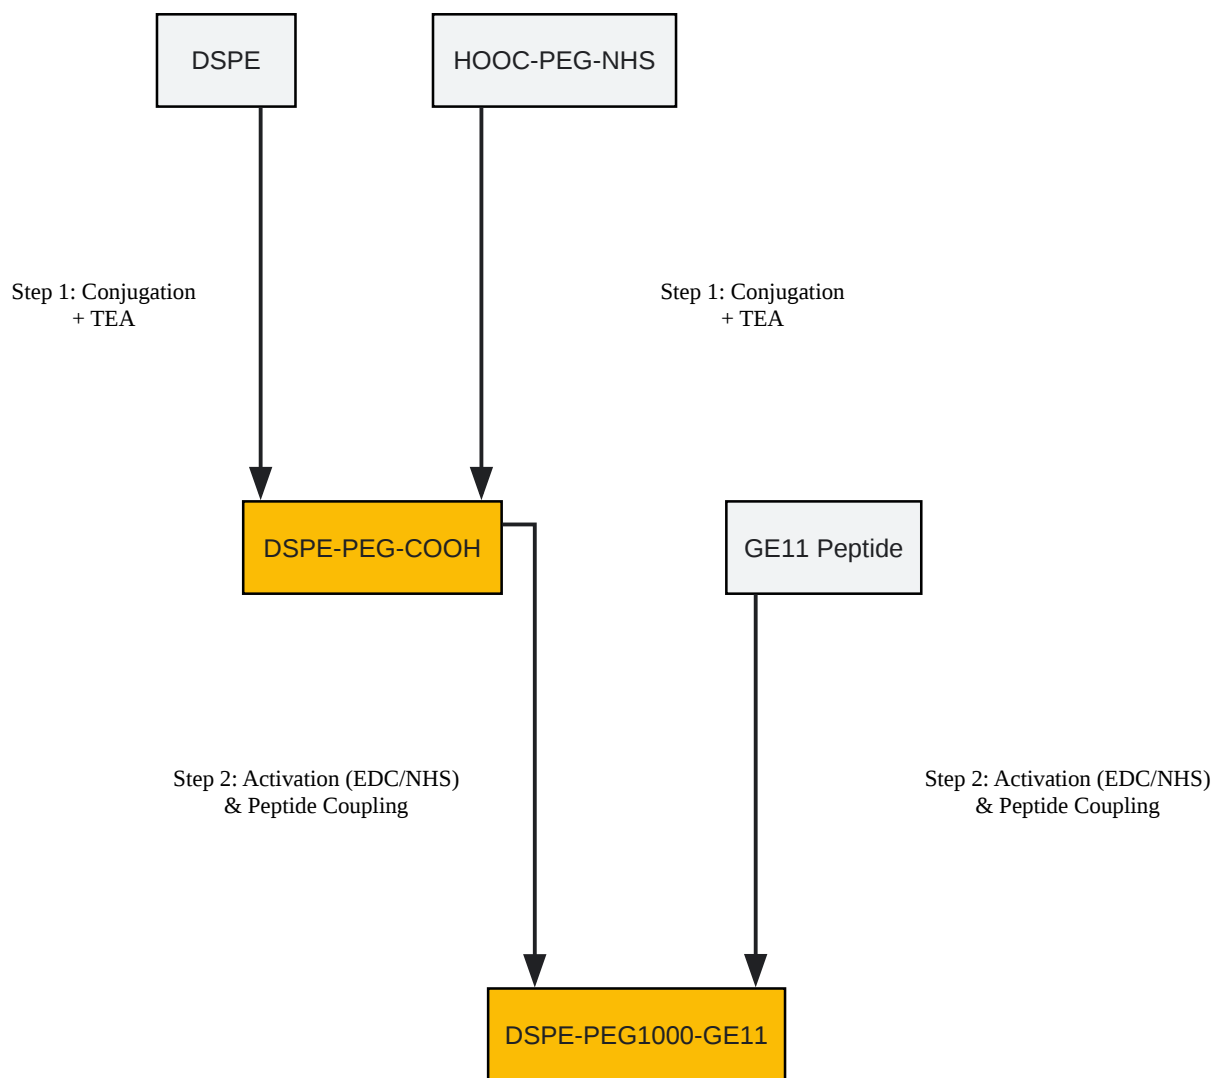 DSPE
HOOC-PEG-NHS
Step 1: Conjugation
+ TEA
Step 1: Conjugation
+ TEA
DSPE-PEG-COOH
GE11 Peptide
Step 2: Activation (EDC/NHS)
& Peptide Coupling
Step 2: Activation (EDC/NHS)
& Peptide Coupling
DSPE-PEG1000-GE11